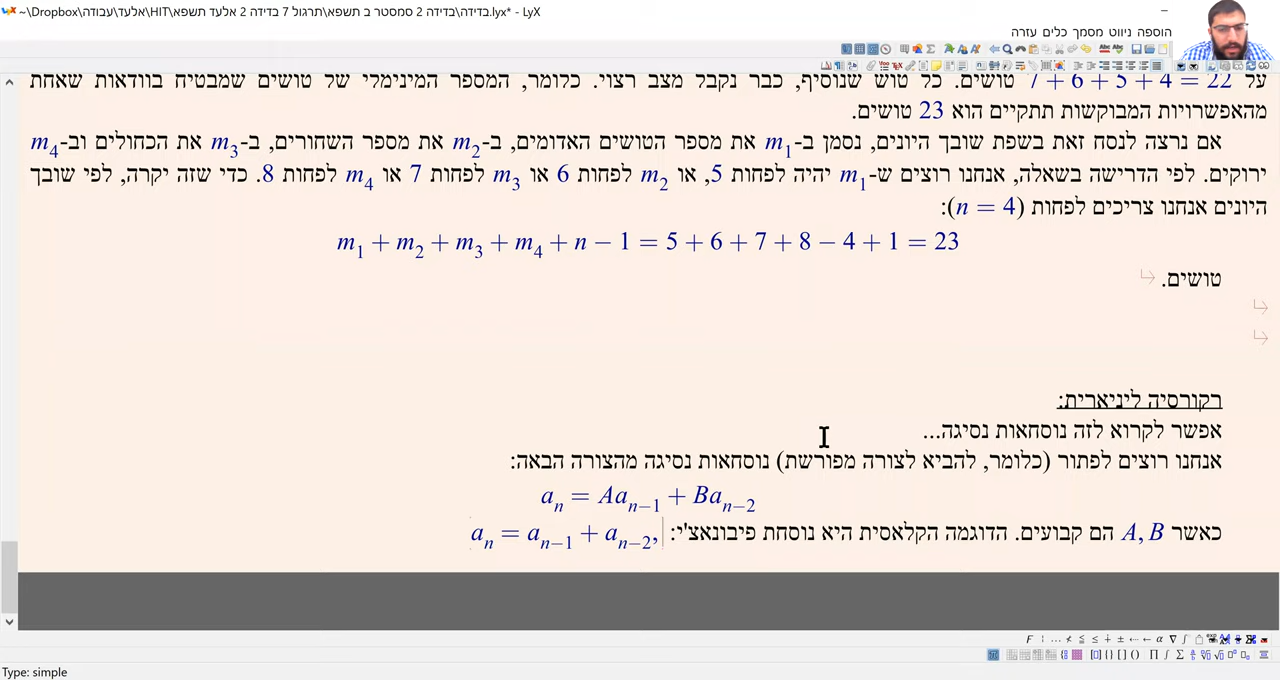 ~\Dropbox\בדידה\בדידה 2 סמסטר ב תשפא\תרגול 7 בדידה 2 אלעד תשפא\HIT\אלעד\עבודה.lyx* - LyX
הוספה ניווט מסמך כלים עזרה
על 7 + 6 + 5 + 4 = 22 טושים. כל טוש שנוסיף, כבר נקבל מצב רצוי. כלומר, המספר המינימלי של טושים שמבטיח בוודאות שאחת
מהאפשרויות המבוקשות תתקיים הוא 23 טושים.
אם נרצה לנסח זאת בשפת שובך היונים, נסמן ב-m₁ את מספר הטושים האדומים, ב-m₂ את מספר השחורים, ב-m₃ את הכחולים וב-m₄
ירוקים. לפי הדרישה בשאלה, אנחנו רוצים ש-m₁ יהיה לפחות 5, או m₂ לפחות 6 או m₃ לפחות 7 או m₄ לפחות 8. כדי שזה יקרה, לפי שובך
היונים אנחנו צריכים לפחות (n = 4):
m₁ + m₂ + m₃ + m₄ + n − 1 = 5 + 6 + 7 + 8 − 4 + 1 = 23
טושים.
רקורסיה ליניארית:
אפשר לקרוא לזה נוסחאות נסיגה...
אנחנו רוצים לפתור (כלומר, להביא לצורה מפורשת) נוסחאות נסיגה מהצורה הבאה:
aₙ = Aaₙ₋₁ + Baₙ₋₂
כאשר A, B הם קבועים. הדוגמה הקלאסית היא נוסחת פיבונאצ'י: aₙ = aₙ₋₁ + aₙ₋₂,
Type: simple